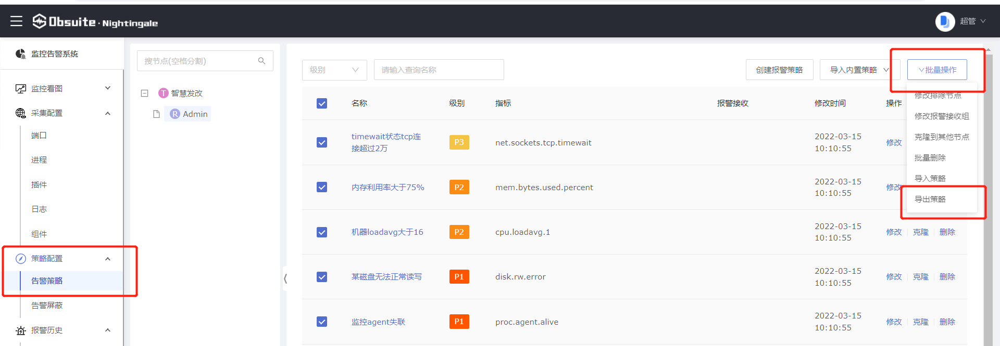 Obsuite · Nightingale
超管
监控告警系统
监控看图
采集配置
端口
进程
插件
日志
组件
策略配置
告警策略
告警屏蔽
报警历史
搜节点(空格分割)
T 智慧发改
R Admin
级别
请输入查询名称
创建报警策略
导入内置策略
批量操作
修改排除节点
修改报警接收组
克隆到其他节点
批量删除
导入策略
导出策略
名称 级别 指标 报警接收 修改时间 操作
timewait状态tcp连
接超过2万
P3
net.sockets.tcp.timewait
2022-03-15
10:10:55
修改
内存利用率大于75%
P2
mem.bytes.used.percent
2022-03-15
10:10:55
修改
机器loadavg大于16
P2
cpu.loadavg.1
2022-03-15
10:10:55
修改 克隆 删除
某磁盘无法正常读写
P1
disk.rw.error
2022-03-15
10:10:55
修改 克隆 删除
监控agent失联
P1
proc.agent.alive
2022-03-15
10:10:55
修改 克隆 删除